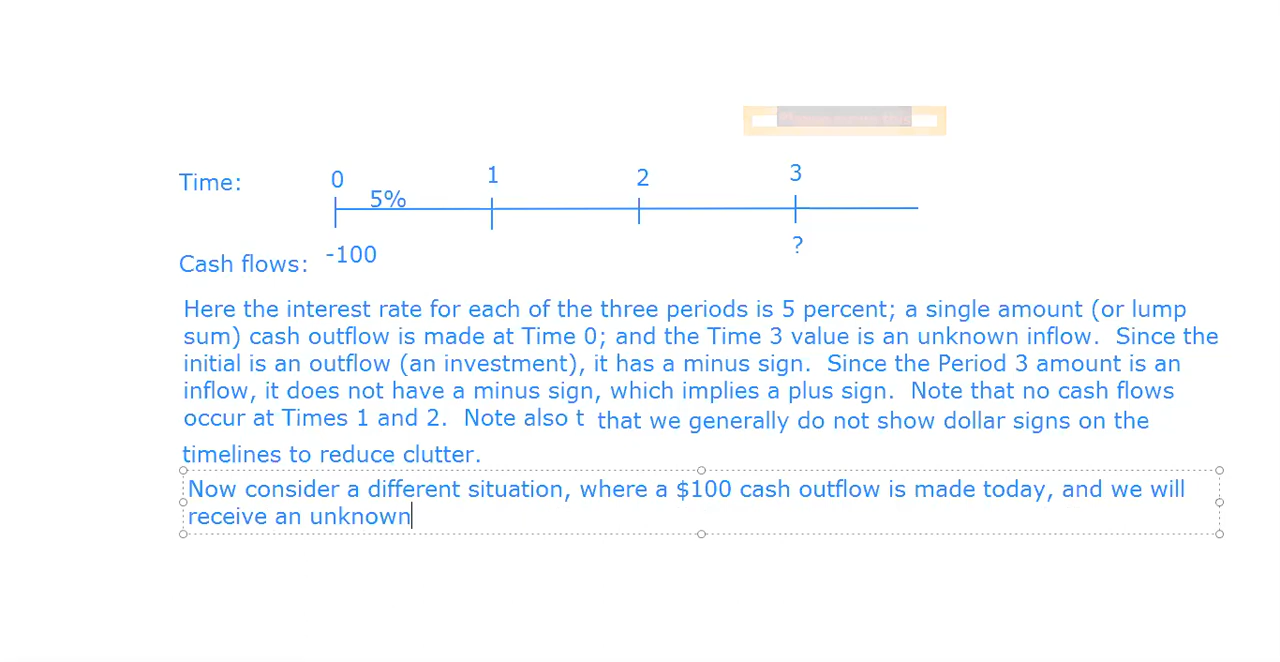 Time: 0 1 2 3
5%
Cash flows: -100 ?
Here the interest rate for each of the three periods is 5 percent; a single amount (or lump
sum) cash outflow is made at Time 0; and the Time 3 value is an unknown inflow. Since the
initial is an outflow (an investment), it has a minus sign. Since the Period 3 amount is an
inflow, it does not have a minus sign, which implies a plus sign. Note that no cash flows
occur at Times 1 and 2. Note also t that we generally do not show dollar signs on the
timelines to reduce clutter.
Now consider a different situation, where a $100 cash outflow is made today, and we will
receive an unknown